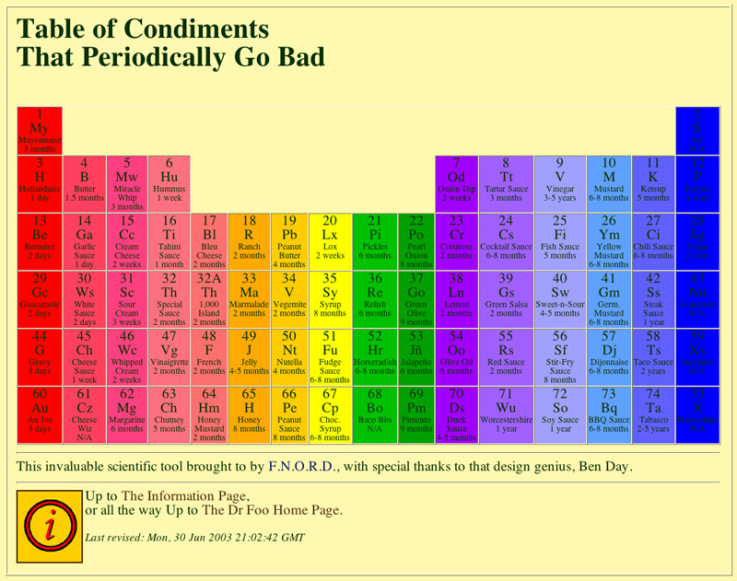 Table of Condiments
That Periodically Go Bad
1
My
Mayonnaise
3 months
2
S
N/A
3
H
Hollandaise
1 day
4
B
Butter
1.5 months
5
Mw
Miracle
Whip
3 months
6
Hu
Hummus
1 week
7
Od
Onion Dip
2 weeks
8
Tt
Tartar Sauce
3 months
9
V
Vinegar
3-5 years
10
M
Mustard
6-8 months
11
K
Ketsup
5 months
12
P
13
Be
Bernaise
2 days
14
Ga
Garlic
Sauce
1 day
15
Cc
Cream
Cheese
2 weeks
16
Ti
Tahini
Sauce
1 month
17
Bl
Bleu
Cheese
2 months
18
R
Ranch
2 months
19
Pb
Peanut
Butter
4 months
20
Lx
Lox
2 weeks
21
Pi
Pickles
6 months
22
Po
Pearl
Onion
8 months
23
Cr
Croutons
2 months
24
Cs
Cocktail Sauce
6-8 months
25
Fi
Fish Sauce
5 months
26
Ym
Yellow
Mustard
6-8 months
27
Ci
Chili Sauce
6-8 months
28
29
Gc
Guacamole
2 days
30
Ws
White
Sauce
2 days
31
Sc
Sour
Cream
3 weeks
32
Th
Special
Sauce
2 months
32A
Th
1,000
Island
2 months
33
Ma
Marmalade
2 months
34
V
Vegemite
2 months
35
Sy
Syrup
8 months
36
Re
Relish
6 months
37
Go
Green
Olive
9 months
38
Ln
Lemon
2 months
39
Gs
Green Salsa
2 months
40
Sw
Sweet-n-Sour
4-5 months
41
Gm
Germ.
Mustard
6-8 months
42
Ss
Steak
Sauce
1 year
43
44
G
Gravy
3 days
45
Ch
Cheese
Sauce
1 week
46
Wc
Whipped
Cream
2 weeks
47
Vg
Vinaigrette
2 months
48
F
French
2 months
49
J
Jelly
4-5 months
50
Nt
Nutella
4 months
51
Fu
Fudge
Sauce
6-8 months
52
Hr
Horseradish
6-8 months
53
Jñ
Jalapeño
6 months
54
Oo
Olive Oil
6 months
55
Rs
Red Sauce
2 months
56
Sf
Stir-Fry
Sauce
8 months
57
Dj
Dijonnaise
6-8 months
58
Ts
Taco Sauce
2 years
59
60
Au
Au Jus
3 days
61
Cz
Cheese
Wiz
N/A
62
Mg
Margarine
6 months
63
Ch
Chutney
5 months
64
Hm
Honey
Mustard
2 months
65
H
Honey
8 months
66
Pe
Peanut
Sauce
8 months
67
Cp
Choc.
Syrup
6-8 months
68
Bo
Baco Bits
N/A
69
Pm
Pimento
9 months
70
Ds
Duck
Sauce
4-5 months
71
Wu
Worcestershire
1 year
72
So
Soy Sauce
1 year
73
Bq
BBQ Sauce
6-8 months
74
Ta
Tabasco
2-5 years
75
X
This invaluable scientific tool brought to by F.N.O.R.D., with special thanks to that design genius, Ben Day.
i
Up to The Information Page,
or all the way Up to The Dr Foo Home Page.
Last revised: Mon, 30 Jun 2003 21:02:42 GMT